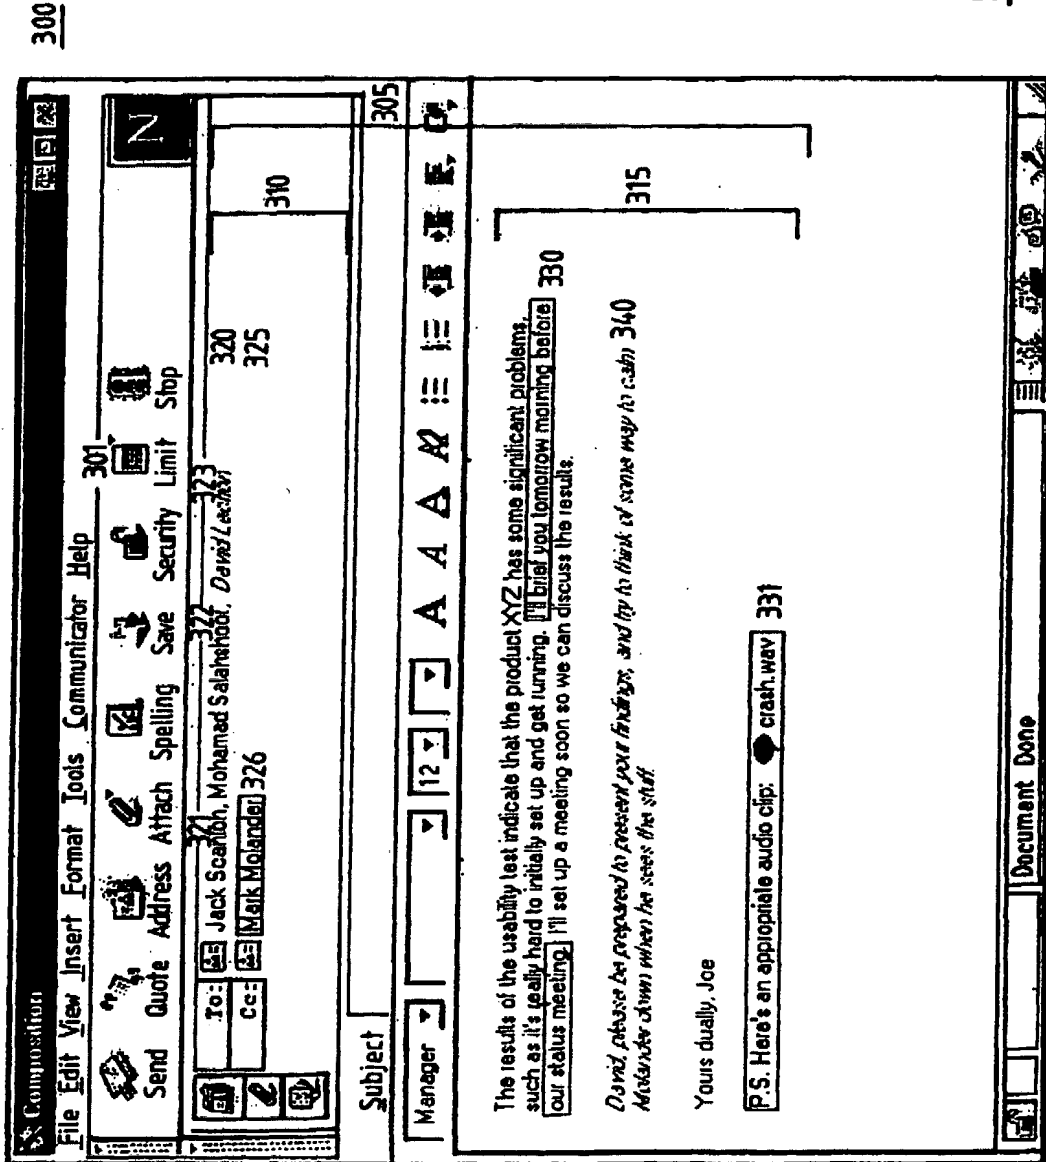 300
Composition
File Edit View Insert Format Tools Communicator Help
301
Send Quote Address Attach Spelling Save Security Limit Stop
N
321 322 323
To: Jack Scanlon, Mohamad Salahshoor, David Leahon 320
Cc: Mark Molander 326 325
310
Subject
305
Manager 12
A A A
The results of the usability test indicate that the product XYZ has some significant problems,
such as it's really hard to initially set up and get running. I'll brief you tomorrow morning before 330
our status meeting. I'll set up a meeting soon so we can discuss the results.
315
David, please be prepared to present your findings, and try to think of some way to calm 340
Molander down when he sees the stuff.
Yours dually, Joe
P.S. Here's an appropriate audio clip: crash.wav 331
Document Done